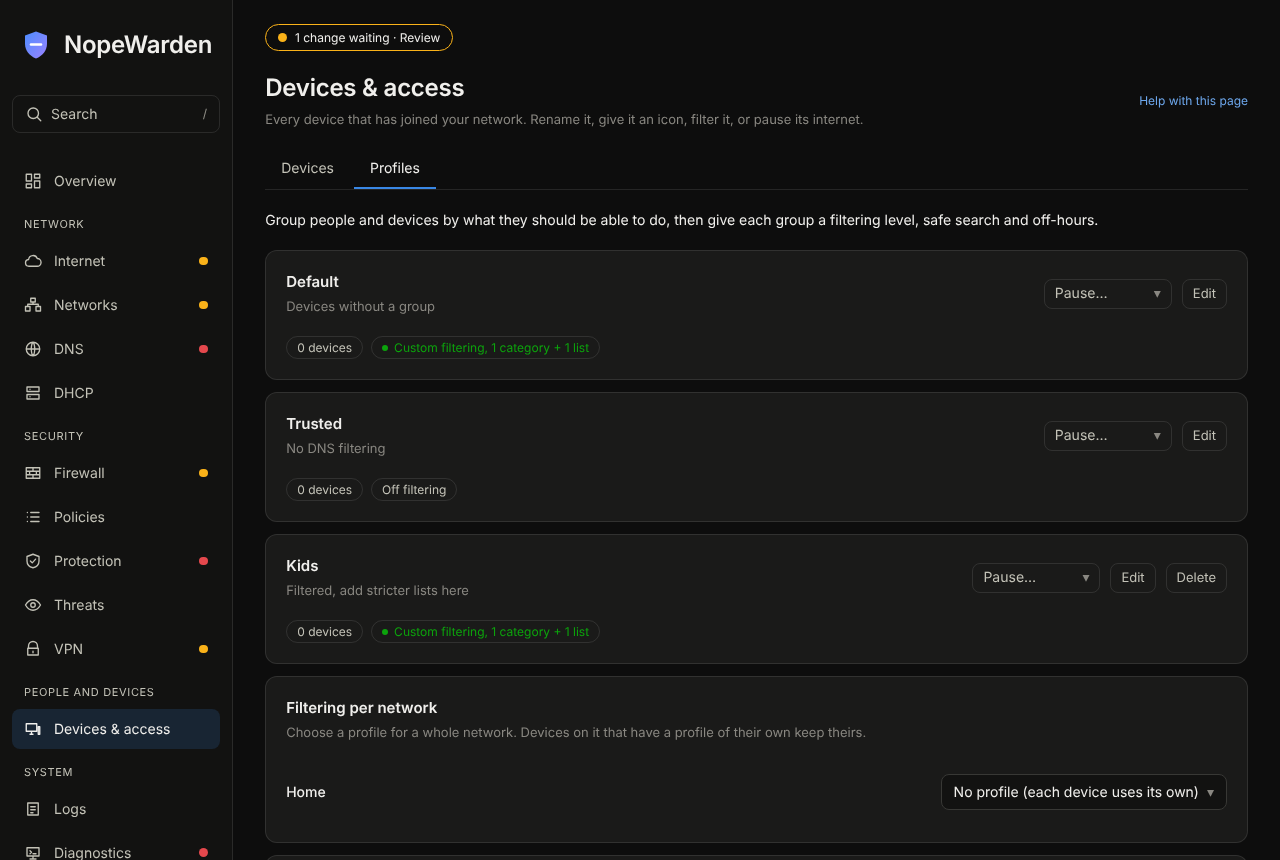 NopeWarden
Search /
Overview
NETWORK
Internet
Networks
DNS
DHCP
SECURITY
Firewall
Policies
Protection
Threats
VPN
PEOPLE AND DEVICES
Devices & access
SYSTEM
Logs
Diagnostics
1 change waiting · Review
Devices & access
Every device that has joined your network. Rename it, give it an icon, filter it, or pause its internet.
Help with this page
Devices Profiles
Group people and devices by what they should be able to do, then give each group a filtering level, safe search and off-hours.
Default
Devices without a group
Pause... Edit
0 devices Custom filtering, 1 category + 1 list
Trusted
No DNS filtering
Pause... Edit
0 devices Off filtering
Kids
Filtered, add stricter lists here
Pause... Edit Delete
0 devices Custom filtering, 1 category + 1 list
Filtering per network
Choose a profile for a whole network. Devices on it that have a profile of their own keep theirs.
Home No profile (each device uses its own)